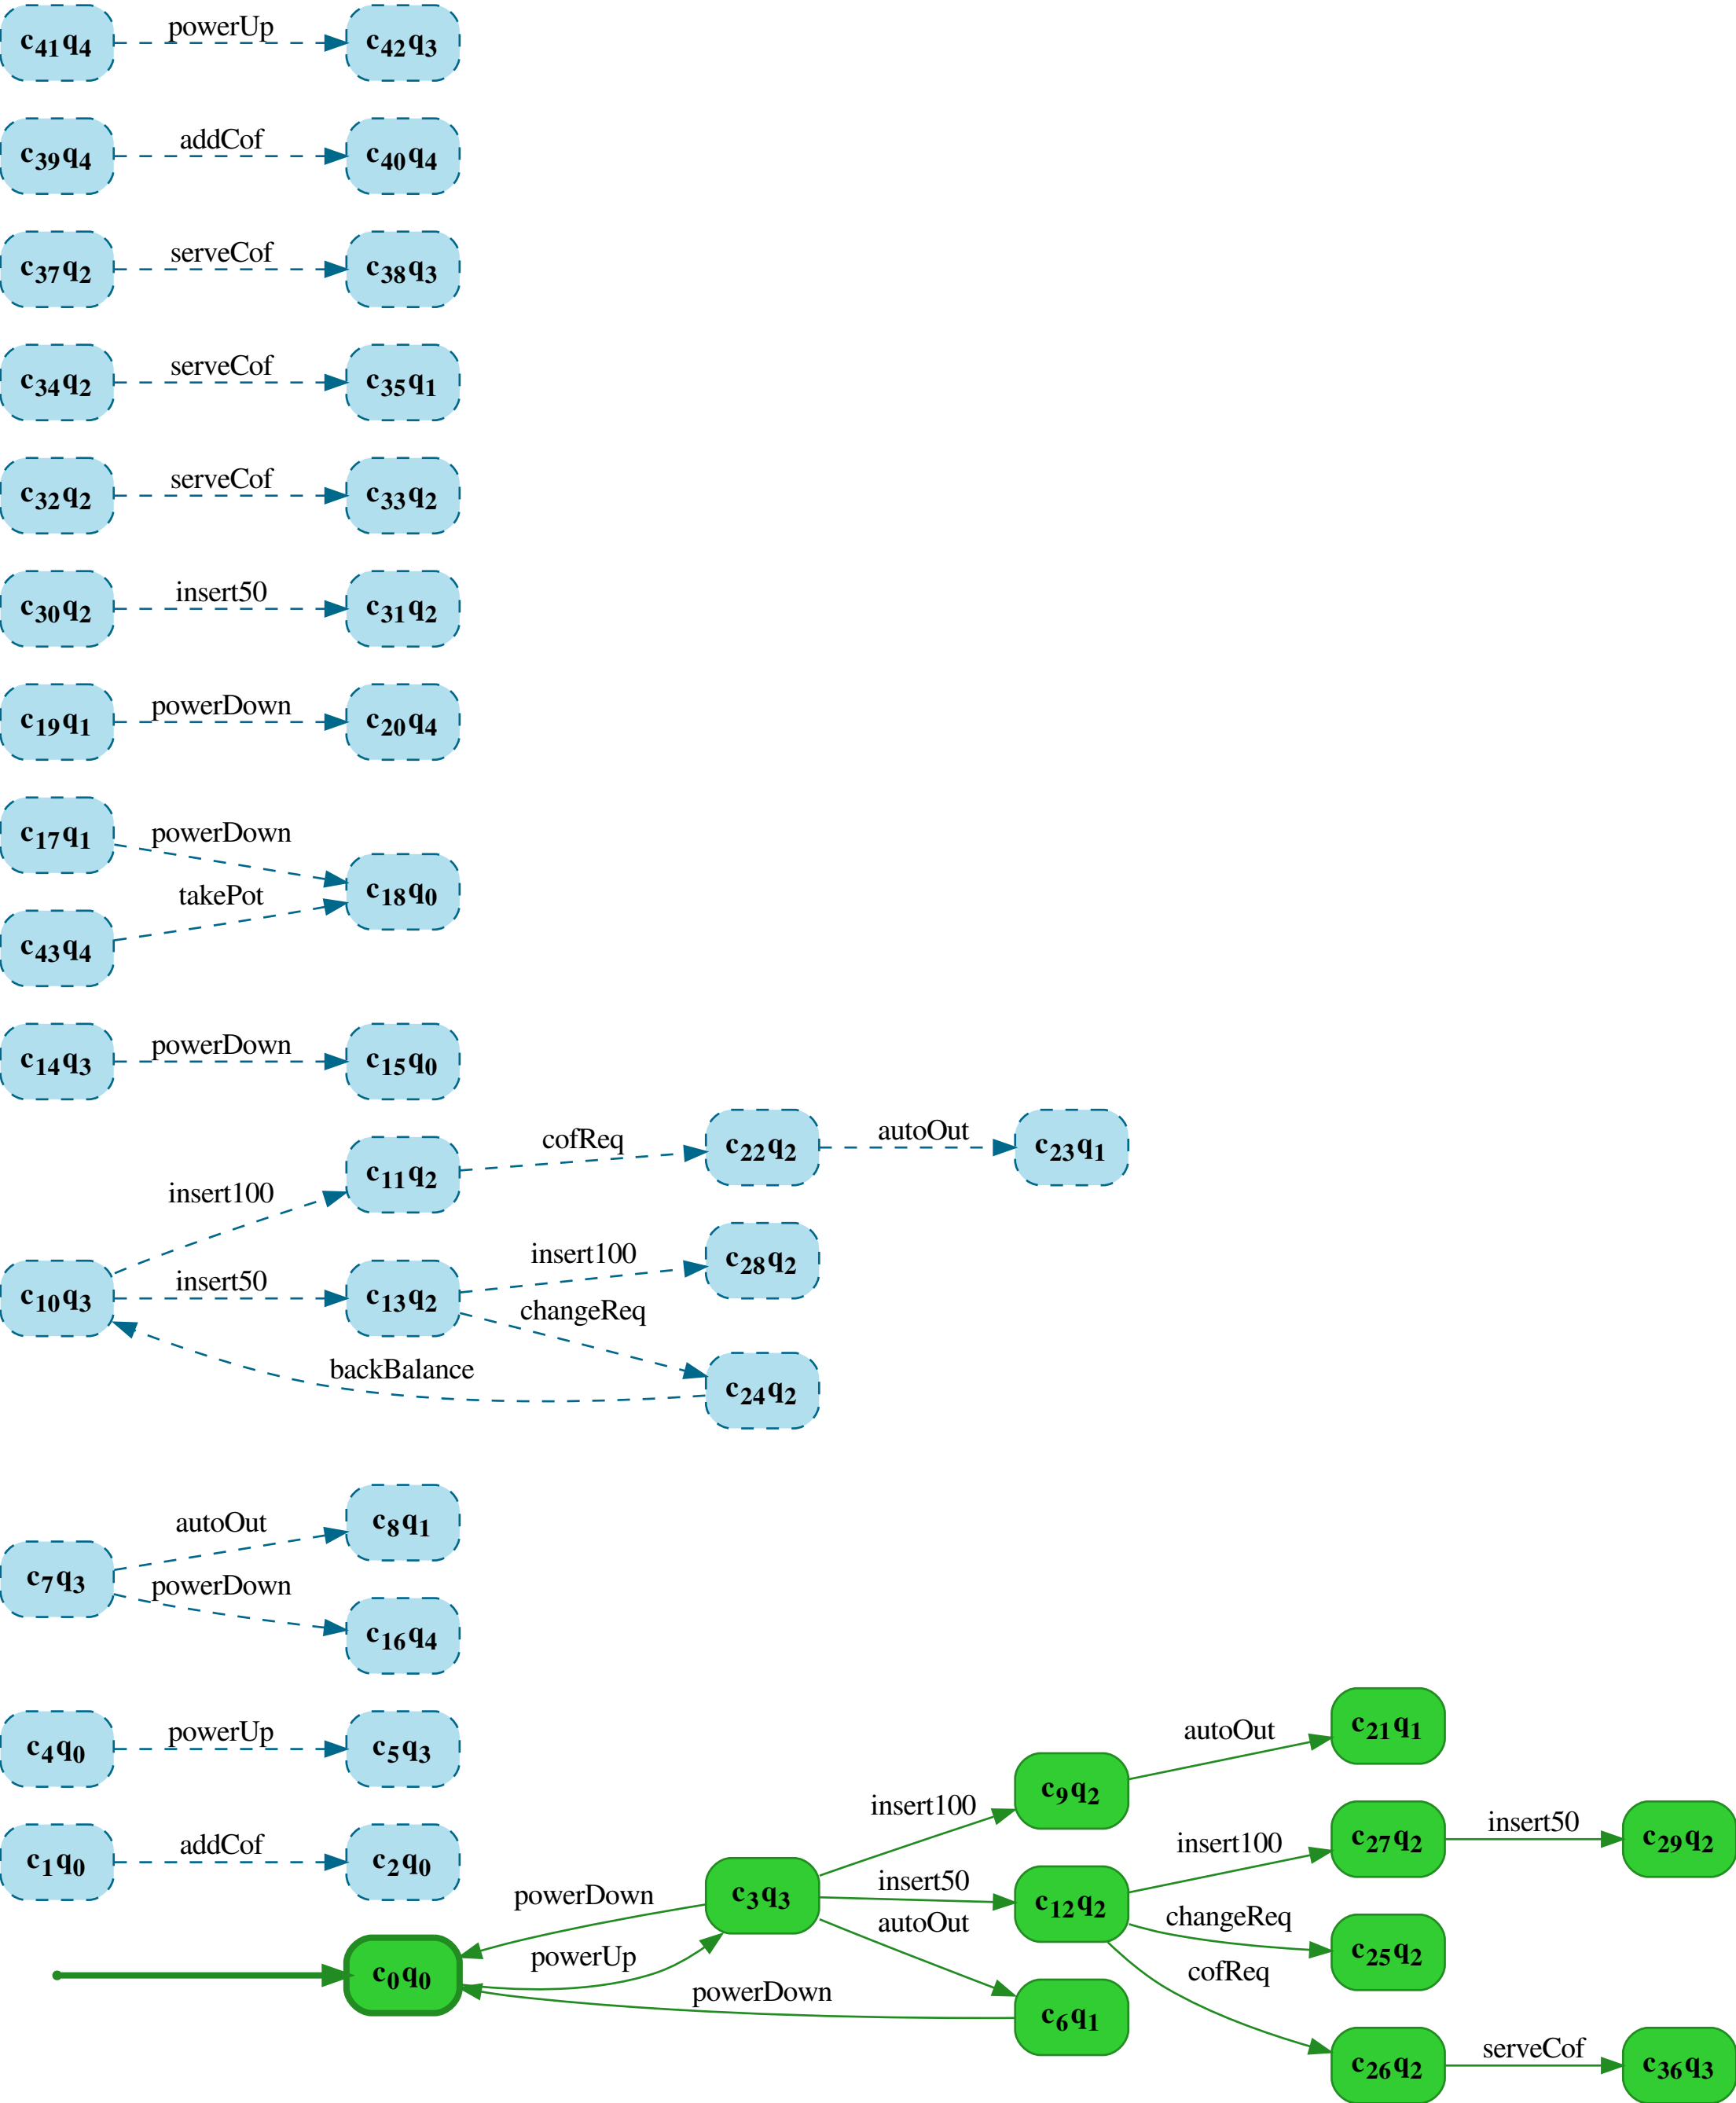 c41q4 powerUp c42q3
c39q4 addCof c40q4
c37q2 serveCof c38q3
c34q2 serveCof c35q1
c32q2 serveCof c33q2
c30q2 insert50 c31q2
c19q1 powerDown c20q4
c17q1 powerDown
takePot c18q0
c43q4
c14q3 powerDown c15q0
cofReq c22q2 autoOut c23q1
insert100 c11q2
c10q3 insert50 c13q2 insert100 c28q2
changeReq
backBalance c24q2
autoOut c8q1
c7q3 powerDown
c16q4
c4q0 powerUp c5q3
c1q0 addCof c2q0
autoOut c21q1
insert100 c9q2
insert100 c27q2 insert50 c29q2
powerDown c3q3 insert50 c12q2
autoOut changeReq c25q2
c0q0 powerUp cofReq
powerDown c6q1
c26q2 serveCof c36q3